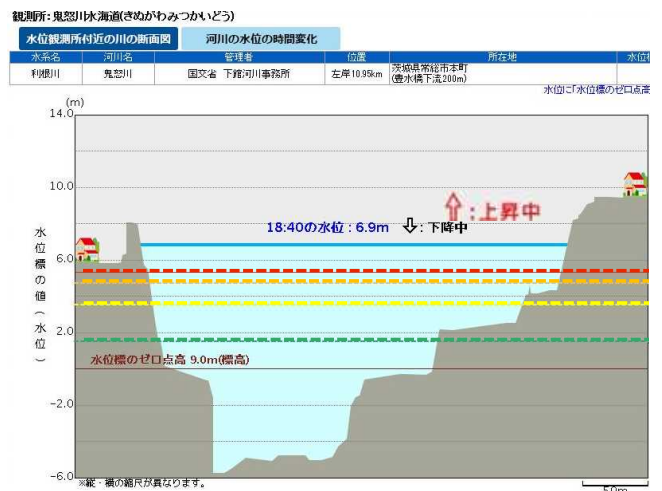 観測所:鬼怒川水海道(きぬがわみつかいどう)
水位観測所付近の川の断面図 河川の水位の時間変化
水系名 河川名 管理者 位置 所在地
利根川 鬼怒川 国交省 下館河川事務所 左岸10.95km 茨城県常総市本町
(豊水橋下流200m)
水位に「水位標のゼロ点高
(m)
14.0
10.0
⇧:上昇中
18:40の水位:6.9m ⇩:下降中
水位標の値(水位)
6.0
2.0
水位標のゼロ点高 9.0m(標高)
-2.0
-6.0
※縦・横の縮尺が異なります。
50m